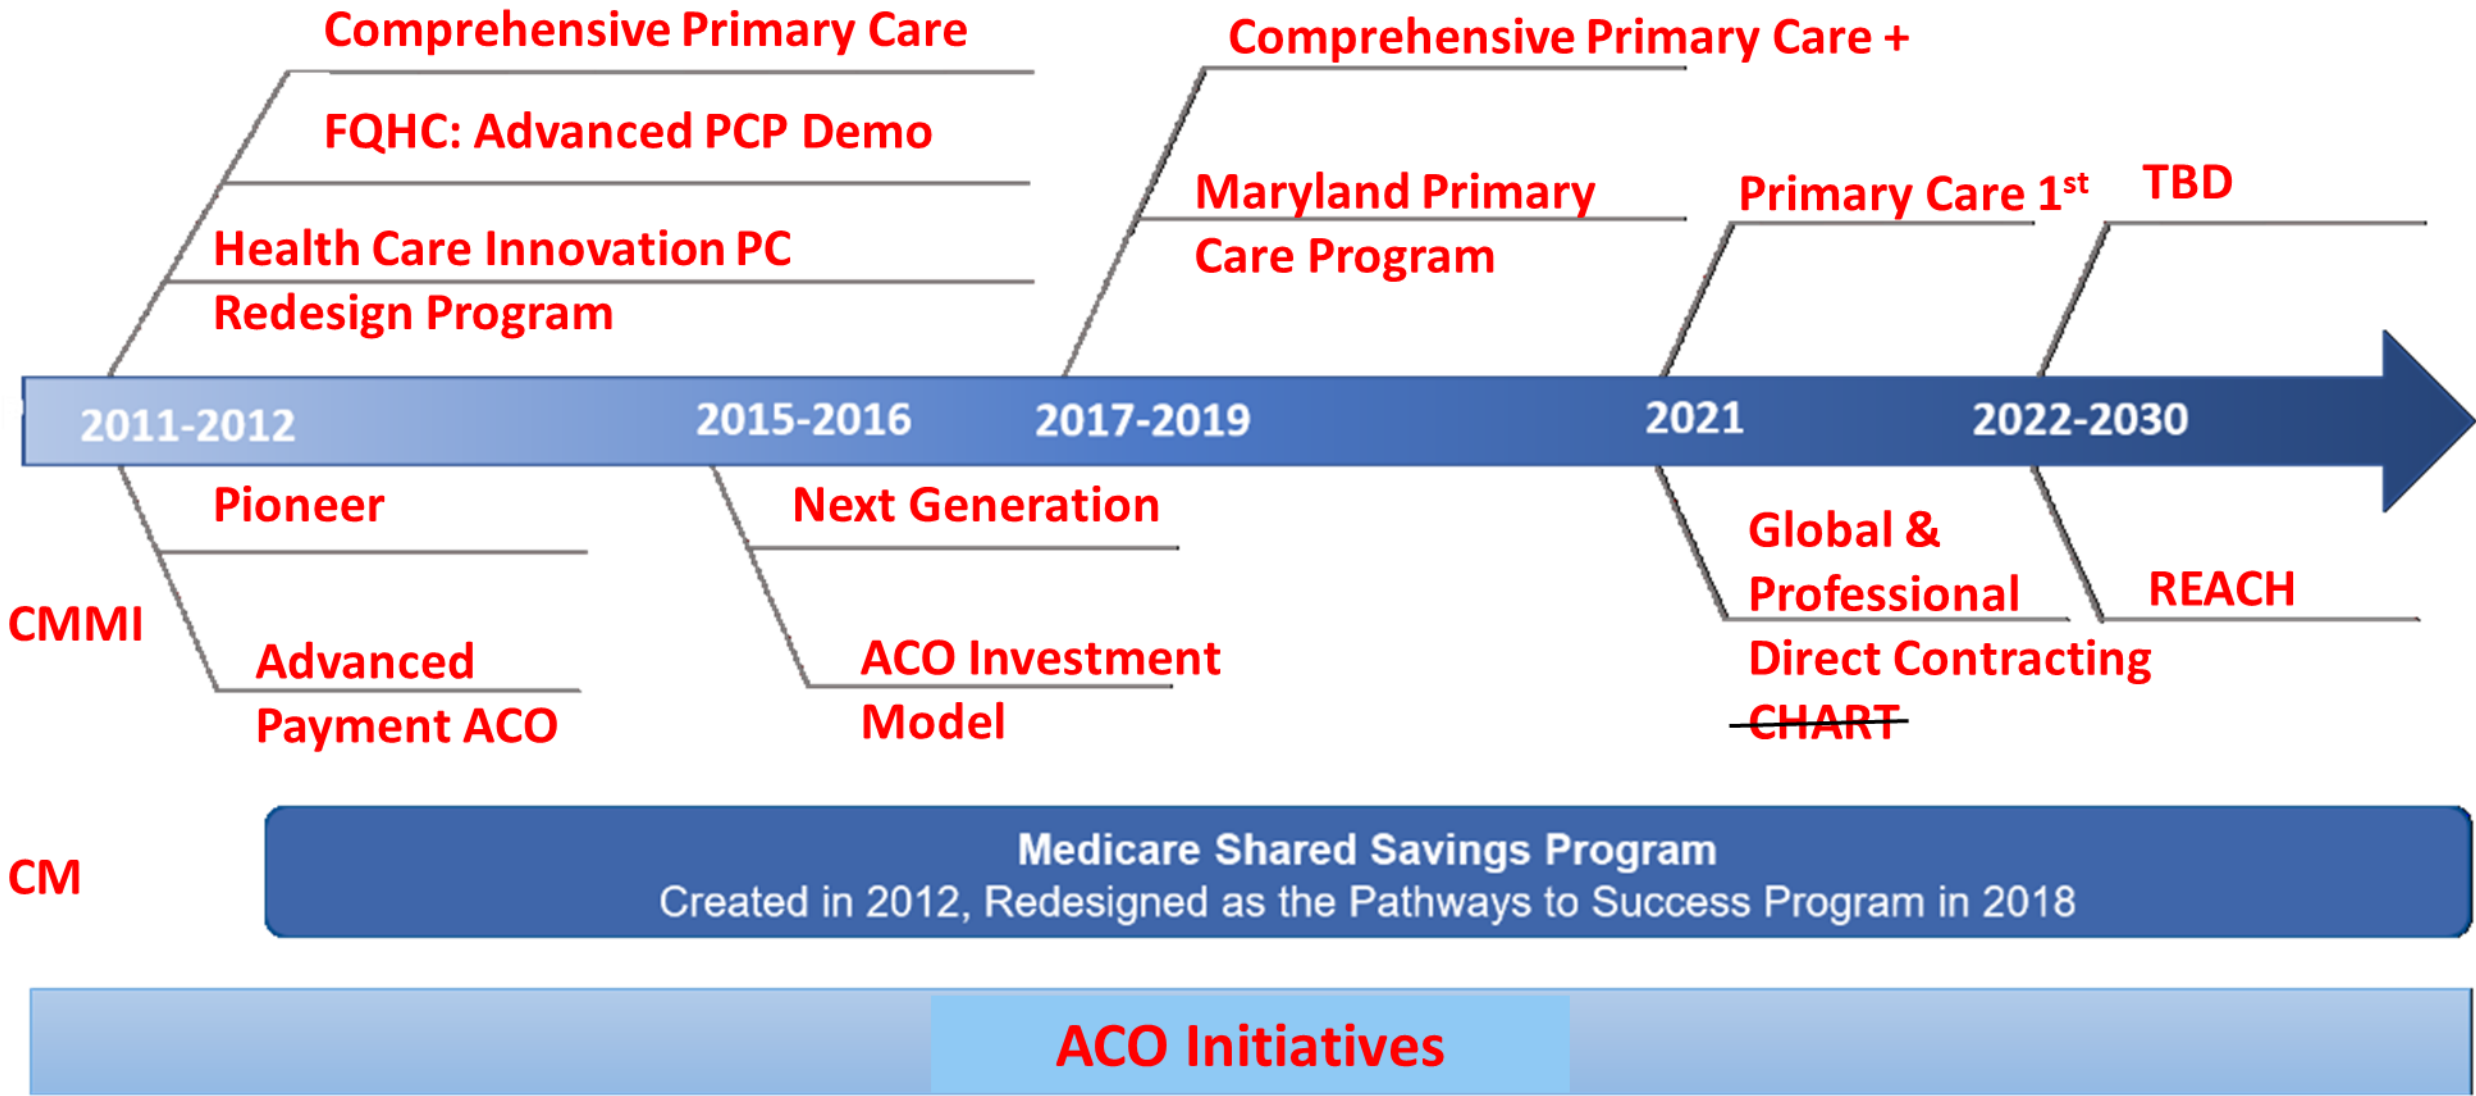 Comprehensive Primary Care
Comprehensive Primary Care +
FQHC: Advanced PCP Demo
Maryland Primary
Care Program
Primary Care 1st
TBD
Health Care Innovation PC
Redesign Program
2011-2012
2015-2016
2017-2019
2021
2022-2030
Pioneer
Next Generation
Global &
Professional
Direct Contracting
CHART
REACH
CMMI
Advanced
Payment ACO
ACO Investment
Model
CM
Medicare Shared Savings Program
Created in 2012, Redesigned as the Pathways to Success Program in 2018
ACO Initiatives